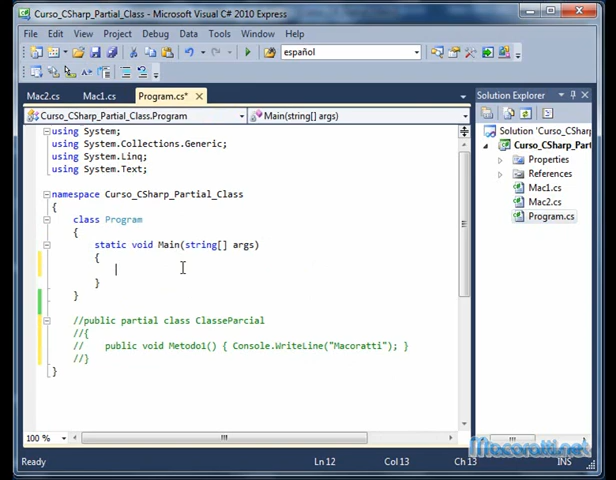 Curso_CSharp_Partial_Class - Microsoft Visual C# 2010 Express
File Edit View Project Debug Data Tools Window Help
español
Mac2.cs Mac1.cs Program.cs*
Curso_CSharp_Partial_Class.Program Main(string[] args)
using System;
using System.Collections.Generic;
using System.Linq;
using System.Text;
namespace Curso_CSharp_Partial_Class
{
class Program
{
static void Main(string[] args)
{
}
}
//public partial class ClasseParcial
//{
// public void Metodo1() { Console.WriteLine("Macoratti"); }
//}
}
100 %
Ready Ln 12 Col 13 Ch 13 INS
Solution Explorer
Solution 'Curso_CSharp
Curso_CSharp_Part
Properties
References
Mac1.cs
Mac2.cs
Program.cs
Macoratti.net